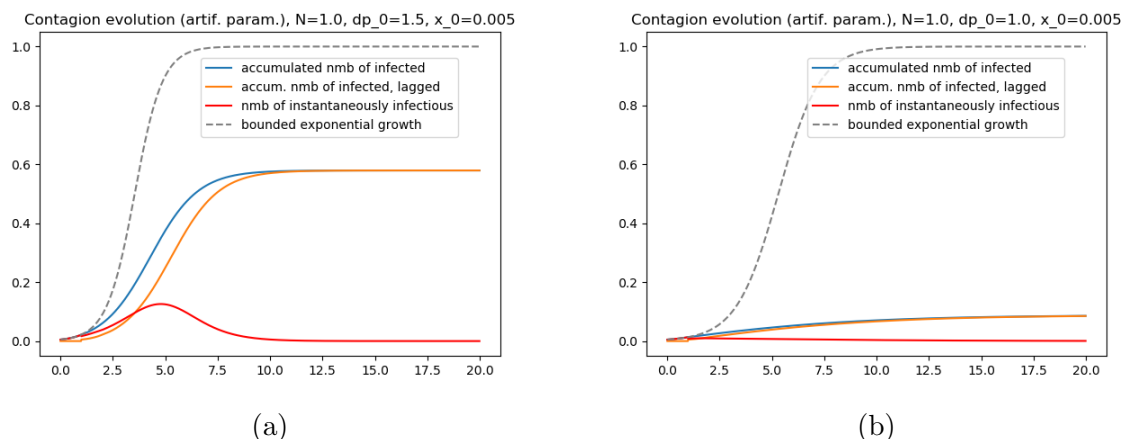 Contagion evolution (artif. param.), N=1.0, dp_0=1.5, x_0=0.005
1.0
0.8
0.6
0.4
0.2
0.0
accumulated nmb of infected
accum. nmb of infected, lagged
nmb of instantaneously infectious
bounded exponential growth
0.0 2.5 5.0 7.5 10.0 12.5 15.0 17.5 20.0
(a)
Contagion evolution (artif. param.), N=1.0, dp_0=1.0, x_0=0.005
1.0
0.8
0.6
0.4
0.2
0.0
accumulated nmb of infected
accum. nmb of infected, lagged
nmb of instantaneously infectious
bounded exponential growth
0.0 2.5 5.0 7.5 10.0 12.5 15.0 17.5 20.0
(b)